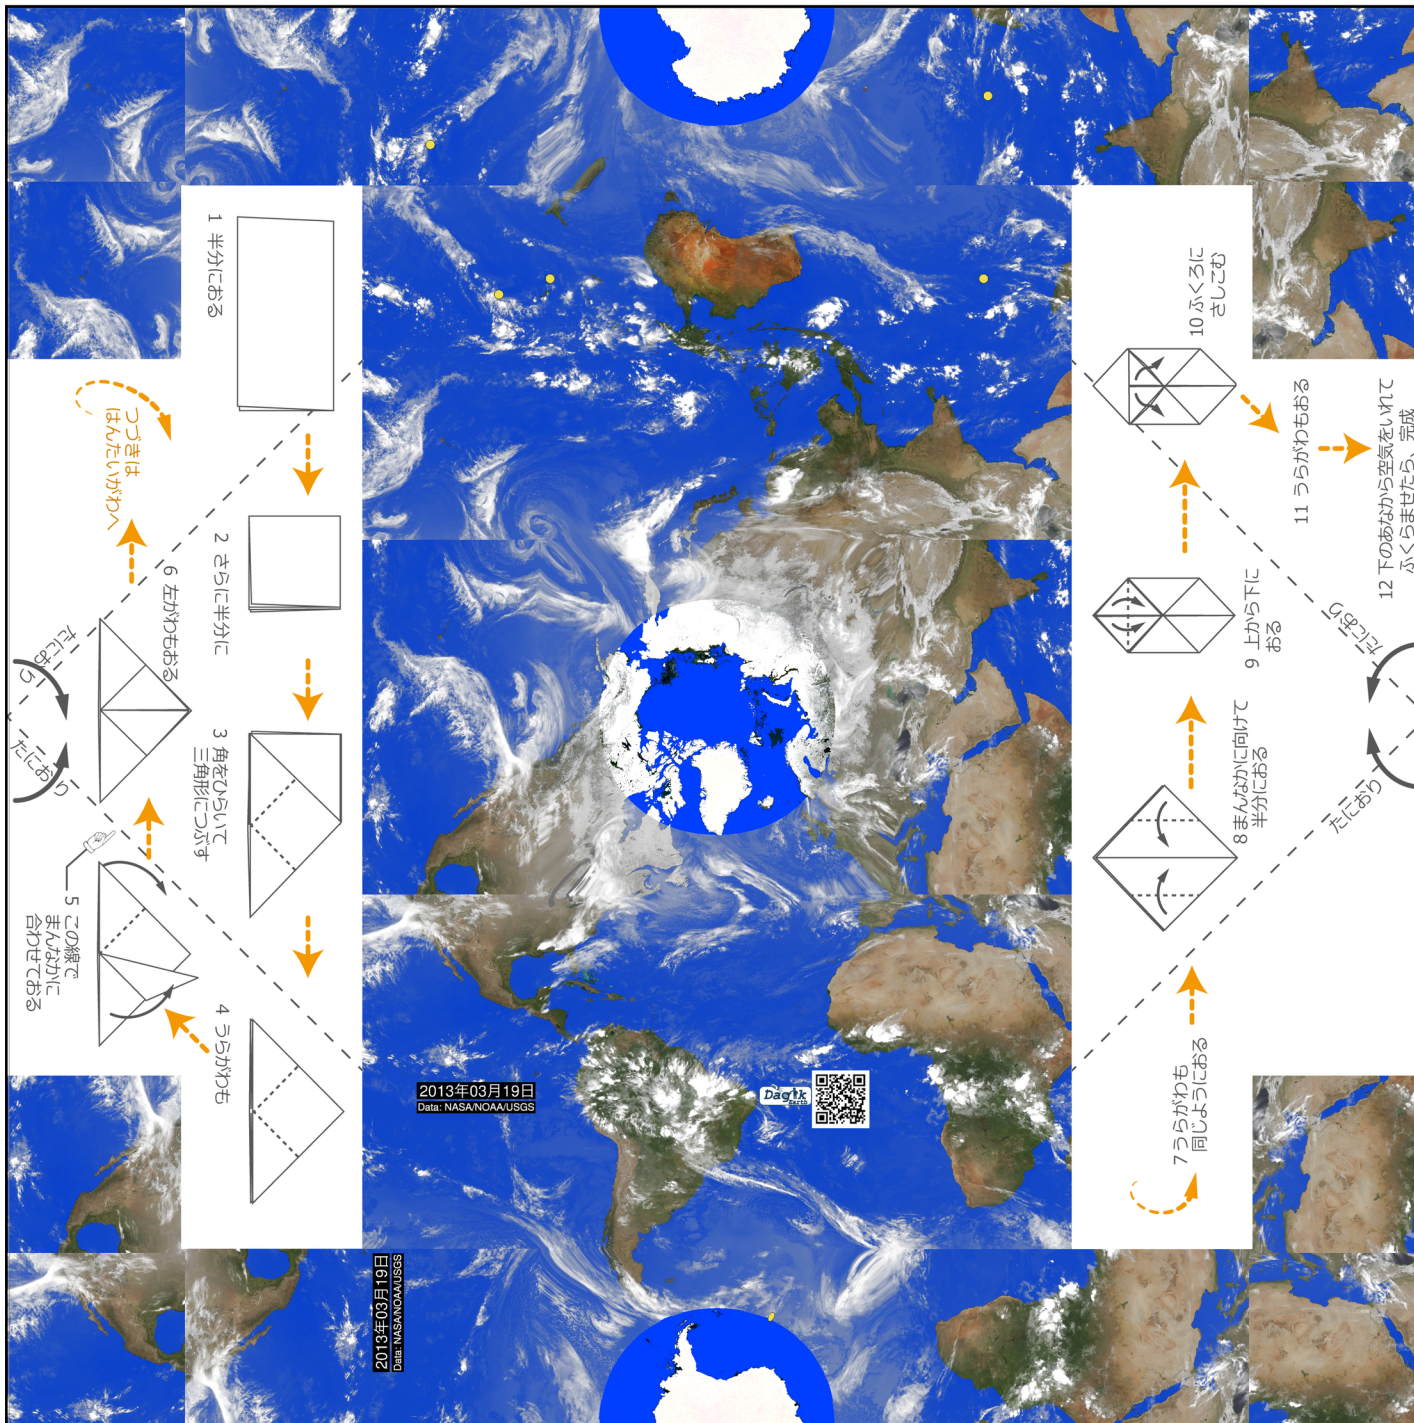 1 半分におる
2 さらに半分に
3 角をひらいて
三角形につぶす
4 うらがわも
5 この線で
まんなかに
合わせておる
6 左がわもおる
つづきは
はんたいがわへ
たにおり
たにおり
7 うらがわも
同じようにおる
8 まんなかに向けて
半分におる
9 上から下に
おる
10 ふくろに
さしこむ
11 うらがわもおる
12 下のあなから空気をいれて
ふくらませたら、完成
たにおり
たにおり
2013年03月19日
Data: NASA/NOAA/USGS
Dagik
Earth
2013年03月19日
Data: NASA/NOAA/USGS